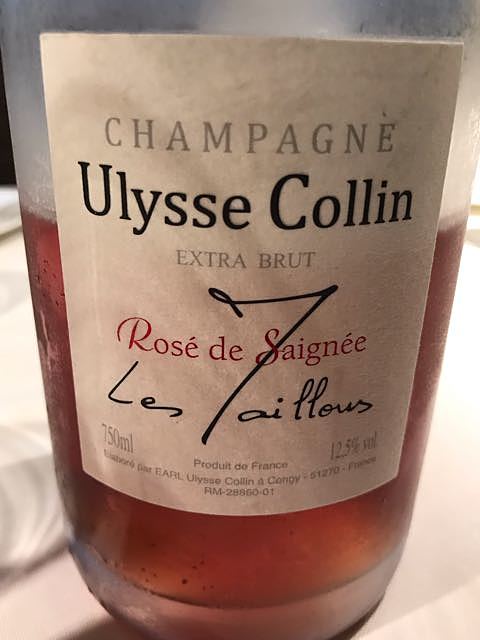 CHAMPAGNE
Ulysse Collin
EXTRA BRUT
Rosé de Saignée
Les Maillons
750ml
12,5% vol
Produit de France
Elaboré par EARL Ulysse Collin à Congy - 51270 - France
RM-28860-01